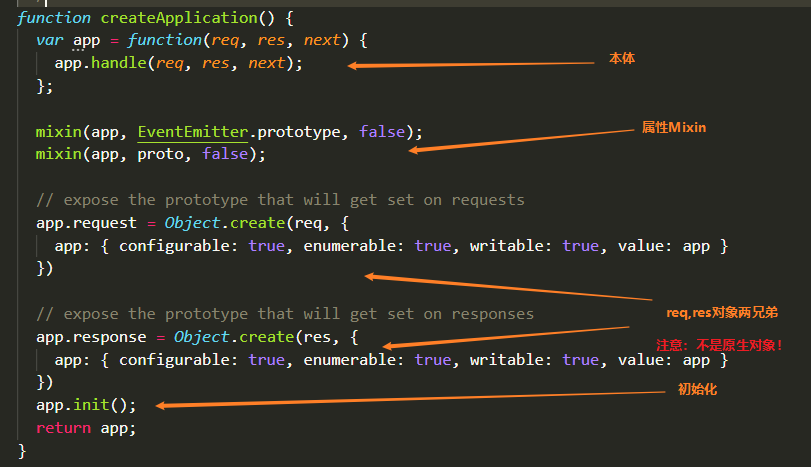 function createApplication() {
var app = function(req, res, next) {
app.handle(req, res, next);
本体
};
mixin(app, EventEmitter.prototype, false);
属性Mixin
mixin(app, proto, false);
// expose the prototype that will get set on requests
app.request = Object.create(req, {
app: { configurable: true, enumerable: true, writable: true, value: app }
})
// expose the prototype that will get set on responses
req,res对象两兄弟
app.response = Object.create(res, {
注意：不是原生对象！
app: { configurable: true, enumerable: true, writable: true, value: app }
})
初始化
app.init();
return app;
}